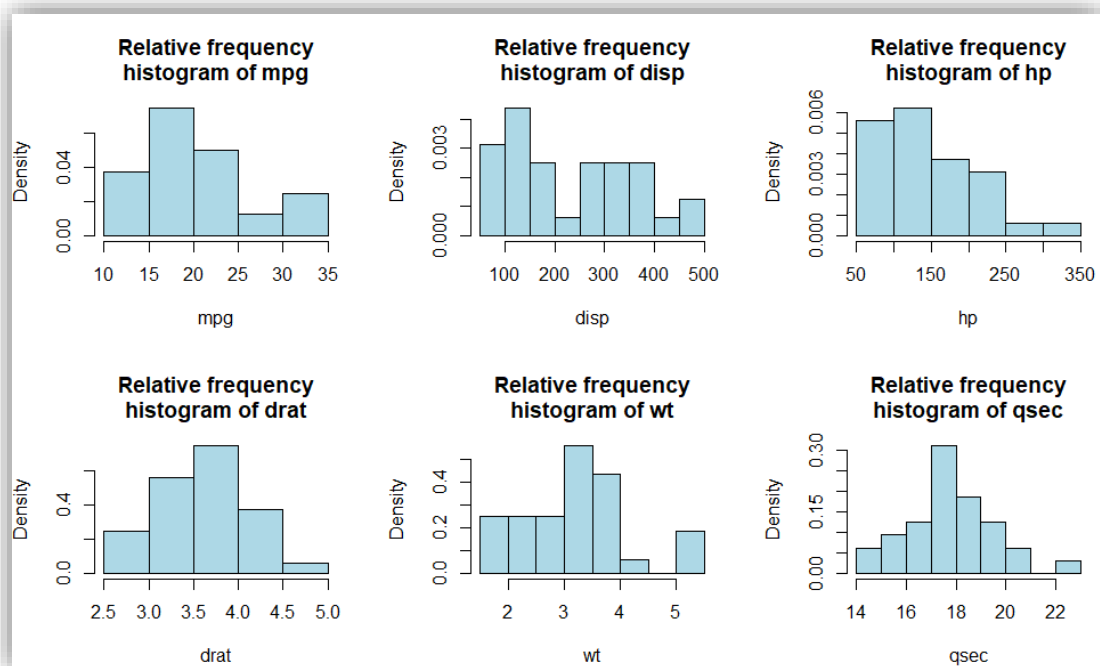 Relative frequency
histogram of mpg
Density
0.00 0.04
10 15 20 25 30 35
mpg
Relative frequency
histogram of disp
Density
0.000 0.003
100 200 300 400 500
disp
Relative frequency
histogram of hp
Density
0.000 0.003 0.006
50 150 250 350
hp
Relative frequency
histogram of drat
Density
0.0 0.4
2.5 3.0 3.5 4.0 4.5 5.0
drat
Relative frequency
histogram of wt
Density
0.0 0.2 0.4
2 3 4 5
wt
Relative frequency
histogram of qsec
Density
0.00 0.15 0.30
14 16 18 20 22
qsec